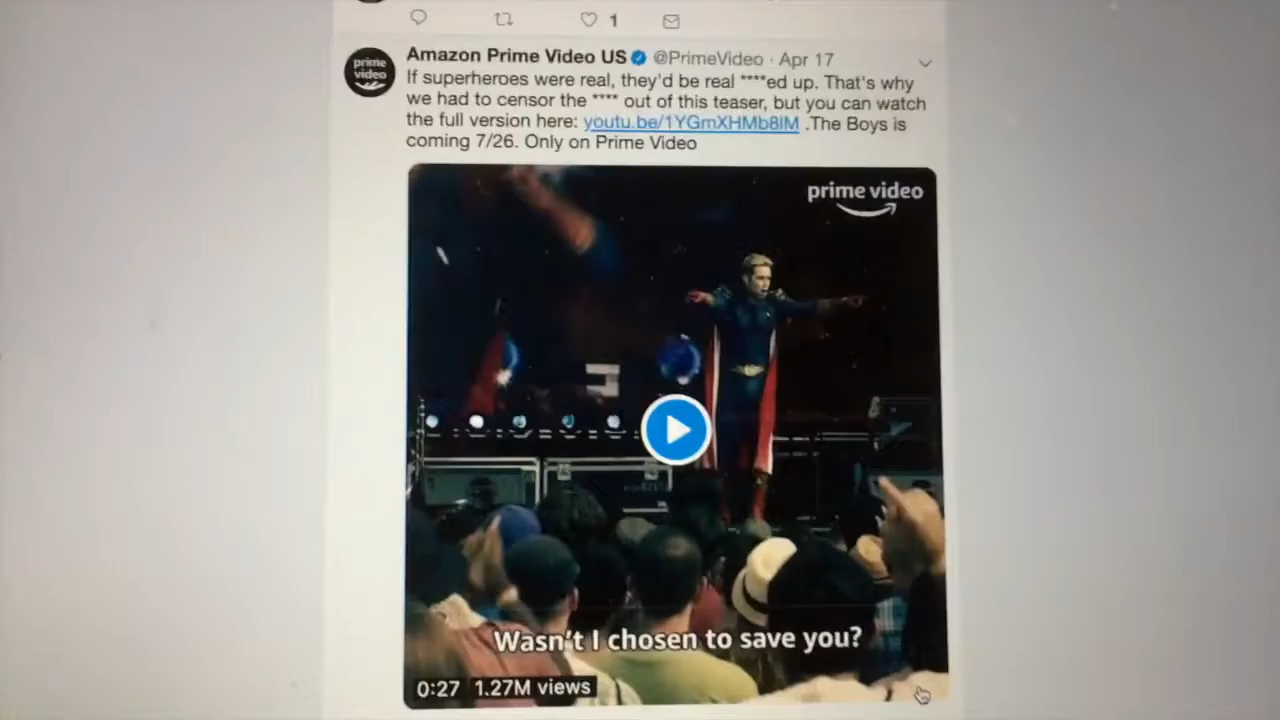 1
Amazon Prime Video US @PrimeVideo · Apr 17
prime video
If superheroes were real, they'd be real ****ed up. That's why
we had to censor the **** out of this teaser, but you can watch
the full version here: youtu.be/1YGmXHMb8IM .The Boys is
coming 7/26. Only on Prime Video
prime video
Wasn't I chosen to save you?
0:27 1.27M views